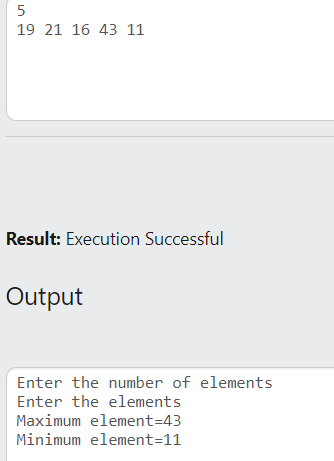 5
19 21 16 43 11
Result: Execution Successful
Output
Enter the number of elements
Enter the elements
Maximum element=43
Minimum element=11